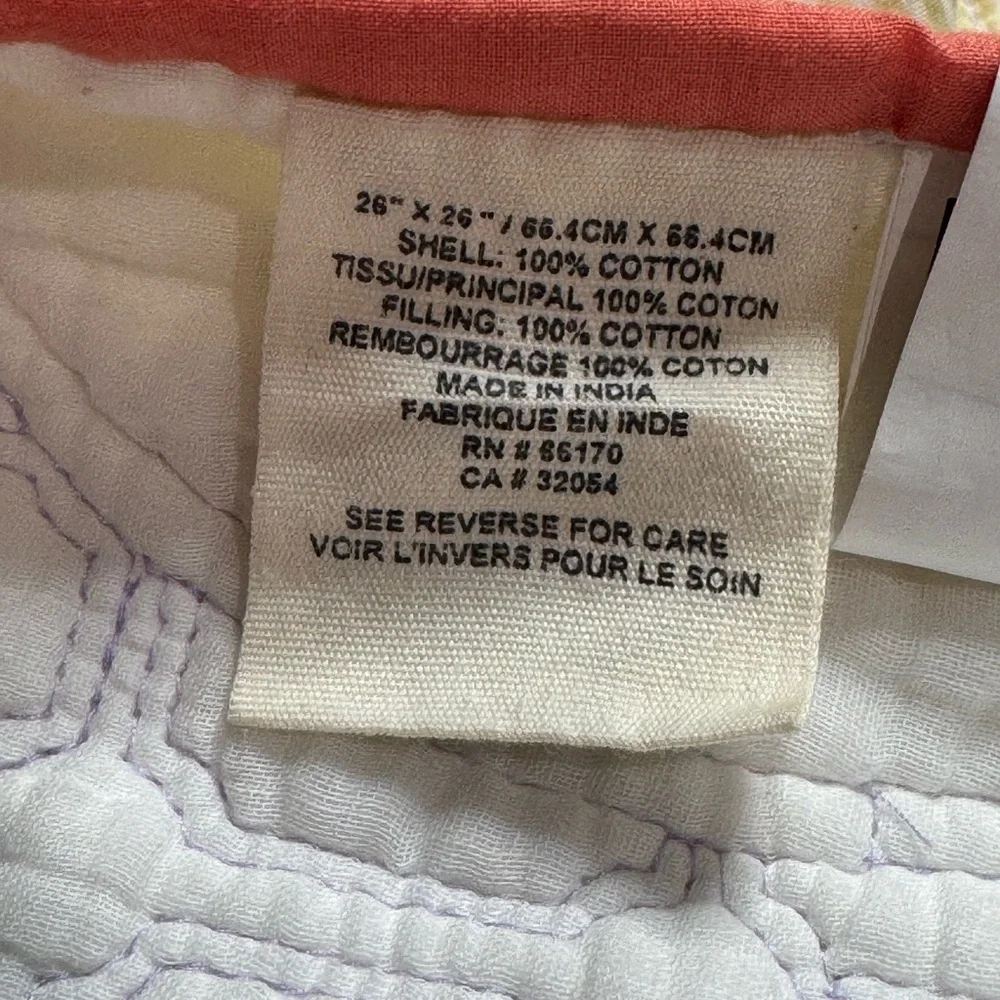 26" X 26" / 66.4CM X 66.4CM
SHELL: 100% COTTON
TISSU/PRINCIPAL 100% COTON
FILLING: 100% COTTON
REMBOURRAGE 100% COTON
MADE IN INDIA
FABRIQUE EN INDE
RN # 66170
CA # 32054
SEE REVERSE FOR CARE
VOIR L'INVERS POUR LE SOIN